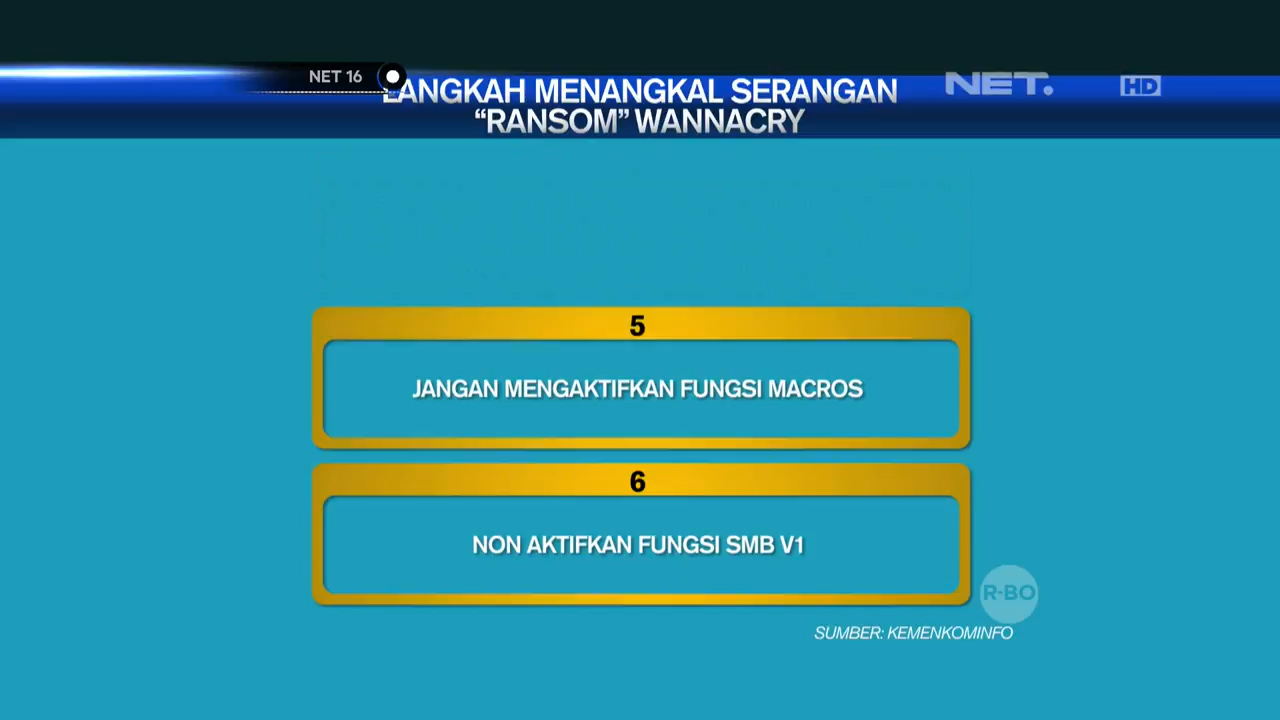 NET 16
LANGKAH MENANGKAL SERANGAN
“RANSOM” WANNACRY
NET.
HD
5
JANGAN MENGAKTIFKAN FUNGSI MACROS
6
NON AKTIFKAN FUNGSI SMB V1
R-BO
SUMBER: KEMENKOMINFO